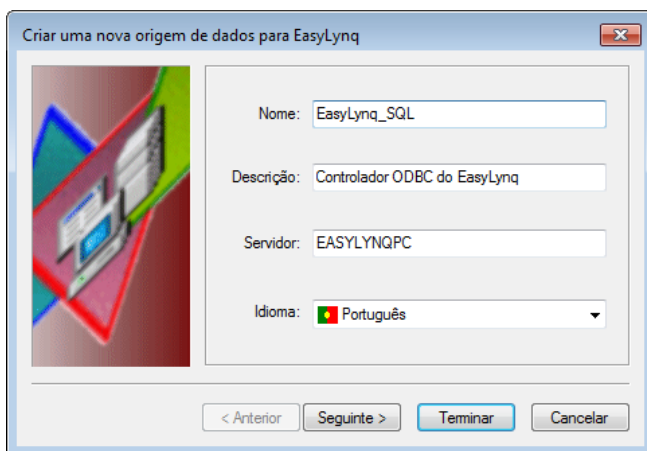 Criar uma nova origem de dados para EasyLynq
Nome: EasyLynq_SQL
Descrição: Controlador ODBC do EasyLynq
Servidor: EASYLYNQPC
Idioma: Português
< Anterior Seguinte > Terminar Cancelar